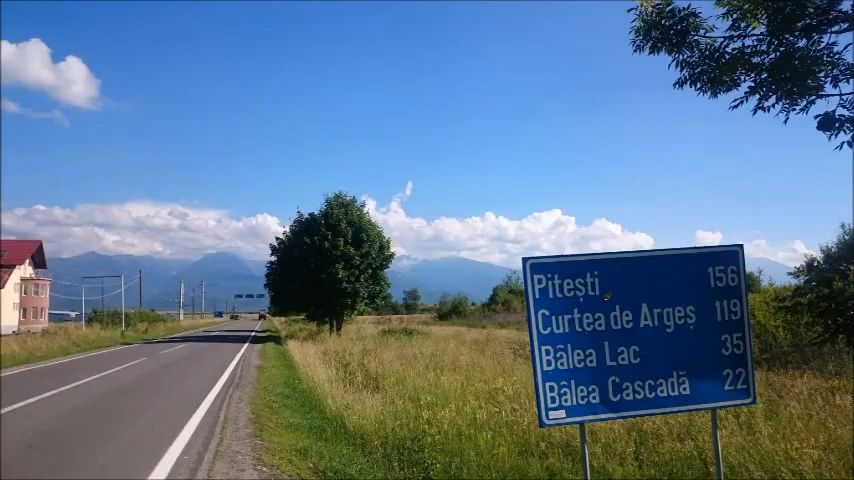 Pitești 156
Curtea de Argeș 119
Bâlea Lac 35
Bâlea Cascadă 22